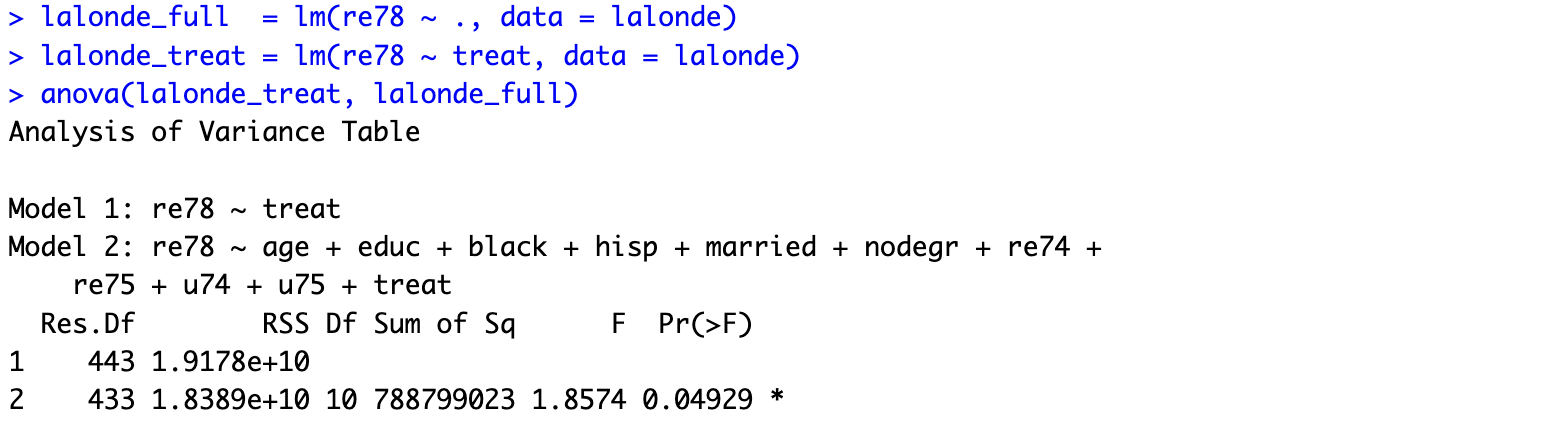 > lalonde_full  = lm(re78 ~ ., data = lalonde)
> lalonde_treat = lm(re78 ~ treat, data = lalonde)
> anova(lalonde_treat, lalonde_full)
Analysis of Variance Table

Model 1: re78 ~ treat
Model 2: re78 ~ age + educ + black + hisp + married + nodegr + re74 +
    re75 + u74 + u75 + treat
  Res.Df        RSS Df Sum of Sq      F  Pr(>F)
1    443 1.9178e+10
2    433 1.8389e+10 10 788799023 1.8574 0.04929 *